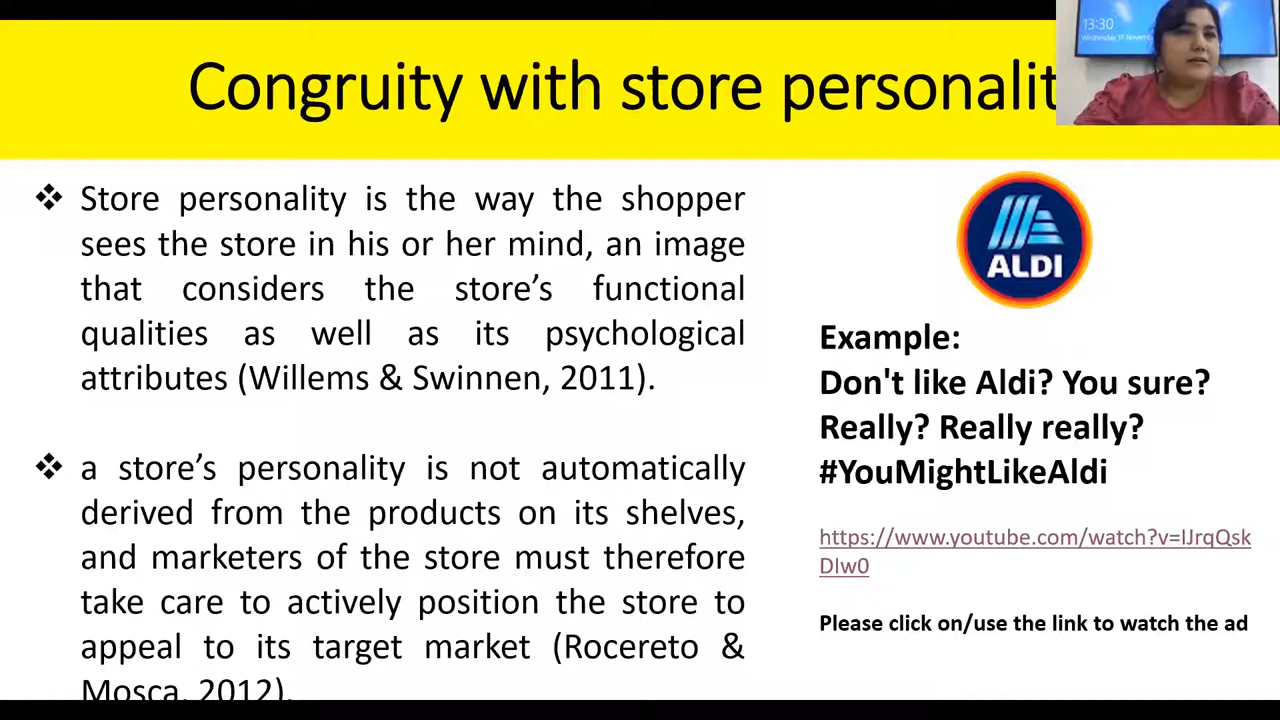 Congruity with store personalit
13:30
Wednesday 17 Novem
❖ Store personality is the way the shopper
sees the store in his or her mind, an image
that considers the store’s functional
qualities as well as its psychological
attributes (Willems & Swinnen, 2011).
❖ a store’s personality is not automatically
derived from the products on its shelves,
and marketers of the store must therefore
take care to actively position the store to
appeal to its target market (Rocereto &
Mosca, 2012).
ALDI
Example:
Don't like Aldi? You sure?
Really? Really really?
#YouMightLikeAldi
https://www.youtube.com/watch?v=IJrqQsk
DIw0
Please click on/use the link to watch the ad